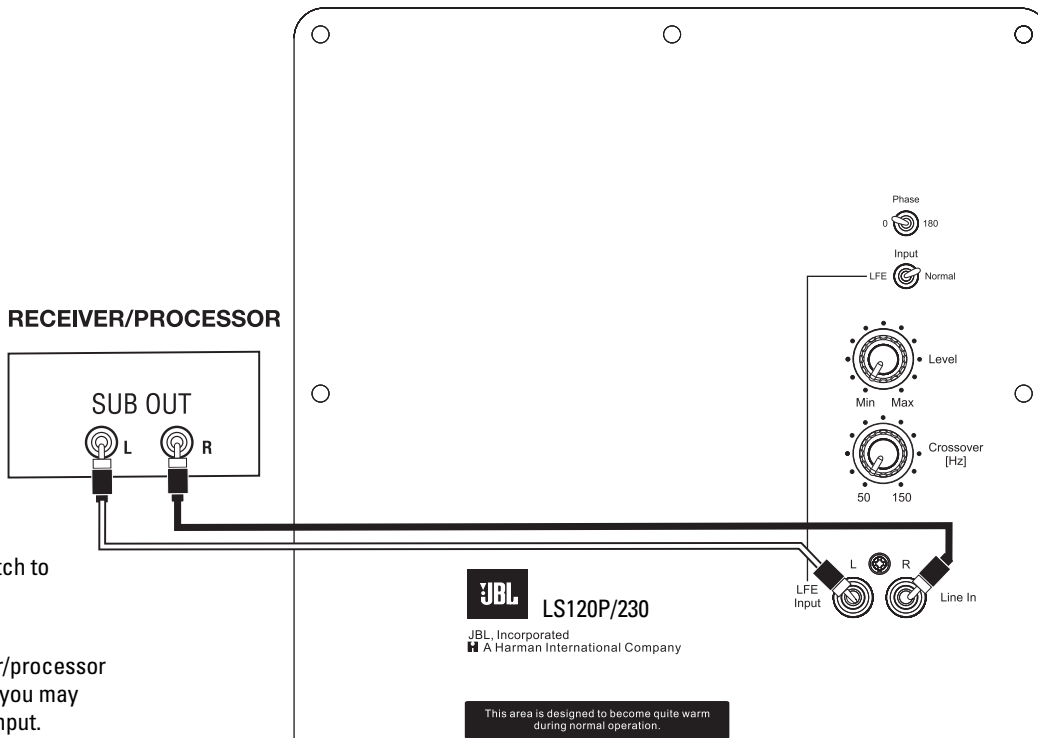 Phase
0 180
Input
LFE Normal
RECEIVER/PROCESSOR
Level
SUB OUT
Min Max
L R
Crossover
[Hz]
50 150
tch to
L R
LFE
Input
Line In
JBL LS120P/230
JBL, Incorporated
A Harman International Company
r/processor
you may
nput.
This area is designed to become quite warm
during normal operation.